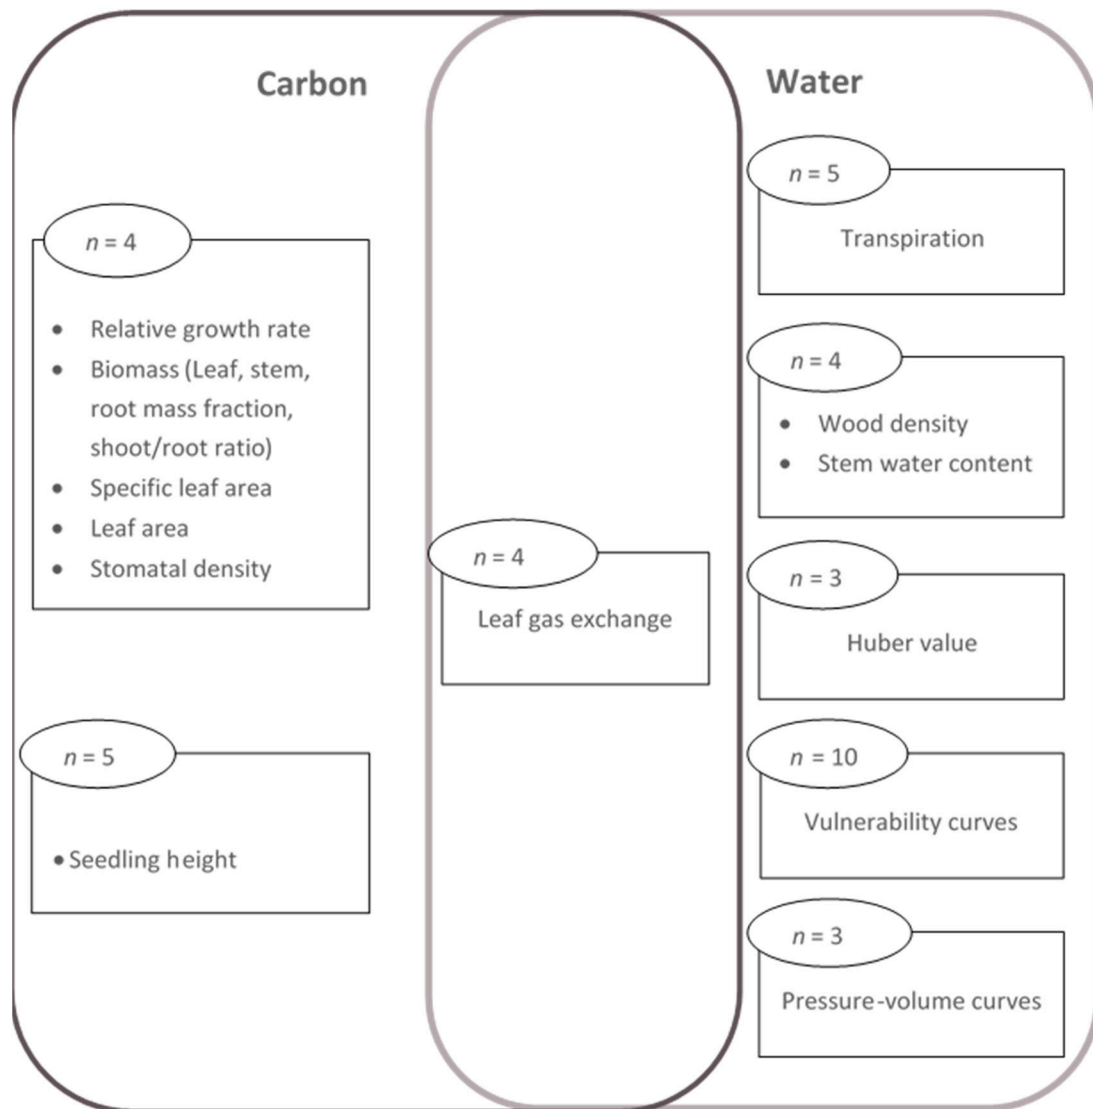 Carbon
n = 4
• Relative growth rate
• Biomass (Leaf, stem,
root mass fraction,
shoot/root ratio)
• Specific leaf area
• Leaf area
• Stomatal density
n = 5
• Seedling height
n = 4
Leaf gas exchange
Water
n = 5
Transpiration
n = 4
• Wood density
• Stem water content
n = 3
Huber value
n = 10
Vulnerability curves
n = 3
Pressure-volume curves